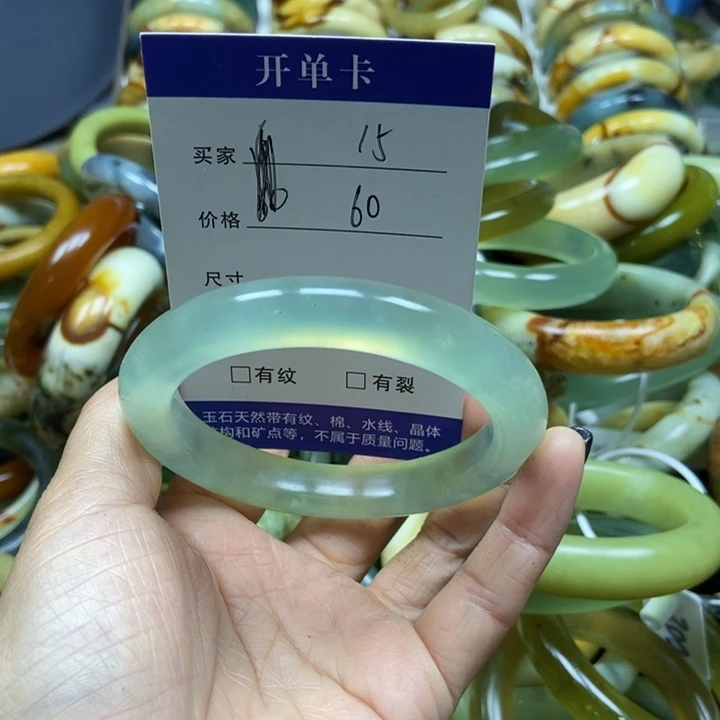 开单卡
买家 15
价格 60
尺寸
□有纹 □有裂
玉石天然带有纹、棉、水线、晶体
构和矿点等，不属于质量问题。